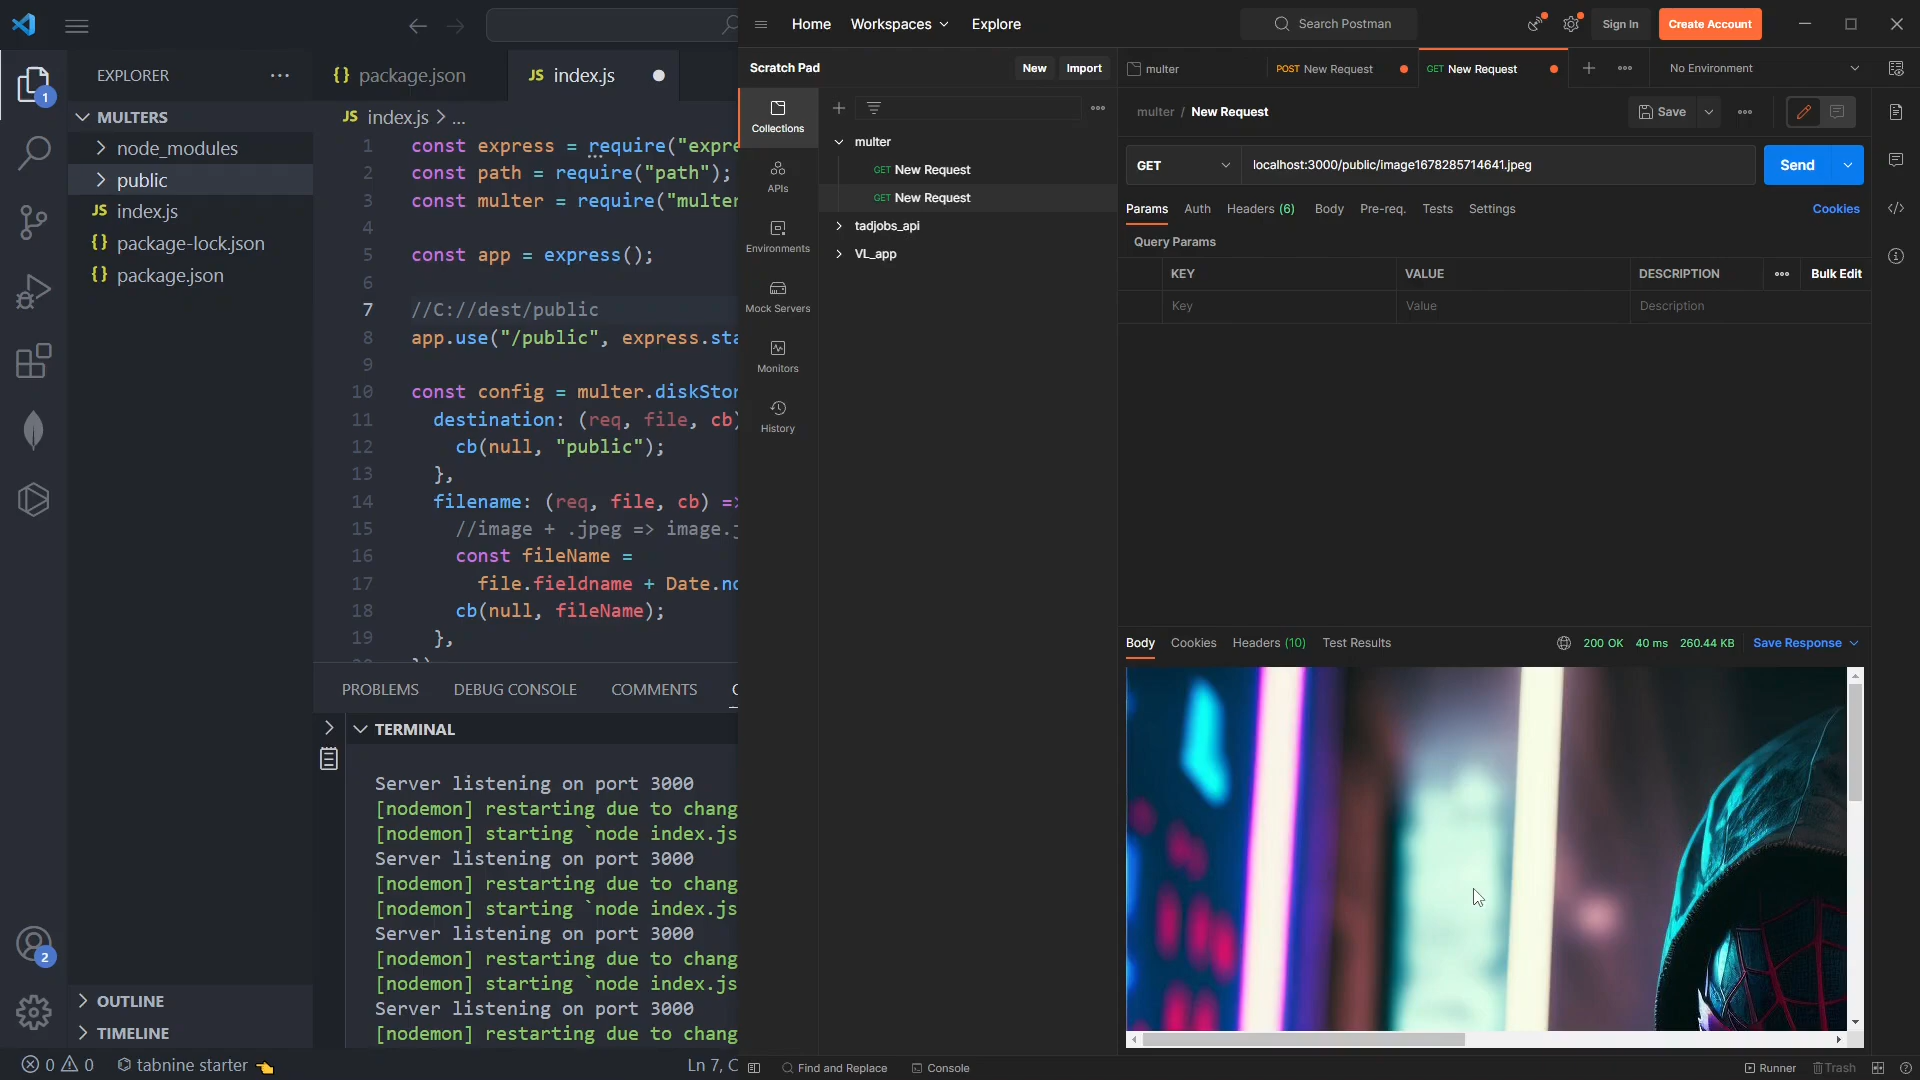 EXPLORER
MULTERS
node_modules
public
JS index.js
{} package-lock.json
{} package.json
OUTLINE
TIMELINE
1
2
{} package.json
JS index.js
JS index.js > ...
1 const express = require("expre
2 const path = require("path");
3 const multer = require("multer
4
5 const app = express();
6
7 //C://dest/public
8 app.use("/public", express.sta
9
10 const config = multer.diskStor
11 destination: (req, file, cb)
12 cb(null, "public");
13 },
14 filename: (req, file, cb) =>
15 //image + .jpeg => image.j
16 const fileName =
17 file.fieldname + Date.no
18 cb(null, fileName);
19 },
PROBLEMS DEBUG CONSOLE COMMENTS
TERMINAL
Server listening on port 3000
[nodemon] restarting due to chang
[nodemon] starting `node index.js
Server listening on port 3000
[nodemon] restarting due to chang
[nodemon] starting `node index.js
Server listening on port 3000
[nodemon] restarting due to chang
[nodemon] starting `node index.js
Server listening on port 3000
[nodemon] restarting due to chang
0 0 tabnine starter
Ln 7, C
Home Workspaces Explore
Search Postman
Sign In
Create Account
Scratch Pad
New Import
Collections
APIs
Environments
Mock Servers
Monitors
History
multer
GET New Request
GET New Request
tadjobs_api
VL_app
multer
POST New Request
GET New Request
No Environment
multer / New Request
Save
GET
localhost:3000/public/image1678285714641.jpeg
Send
Params Auth Headers (6) Body Pre-req. Tests Settings
Cookies
Query Params
KEY VALUE DESCRIPTION Bulk Edit
Key Value Description
Body Cookies Headers (10) Test Results
200 OK 40 ms 260.44 KB Save Response
Find and Replace Console
Runner Trash